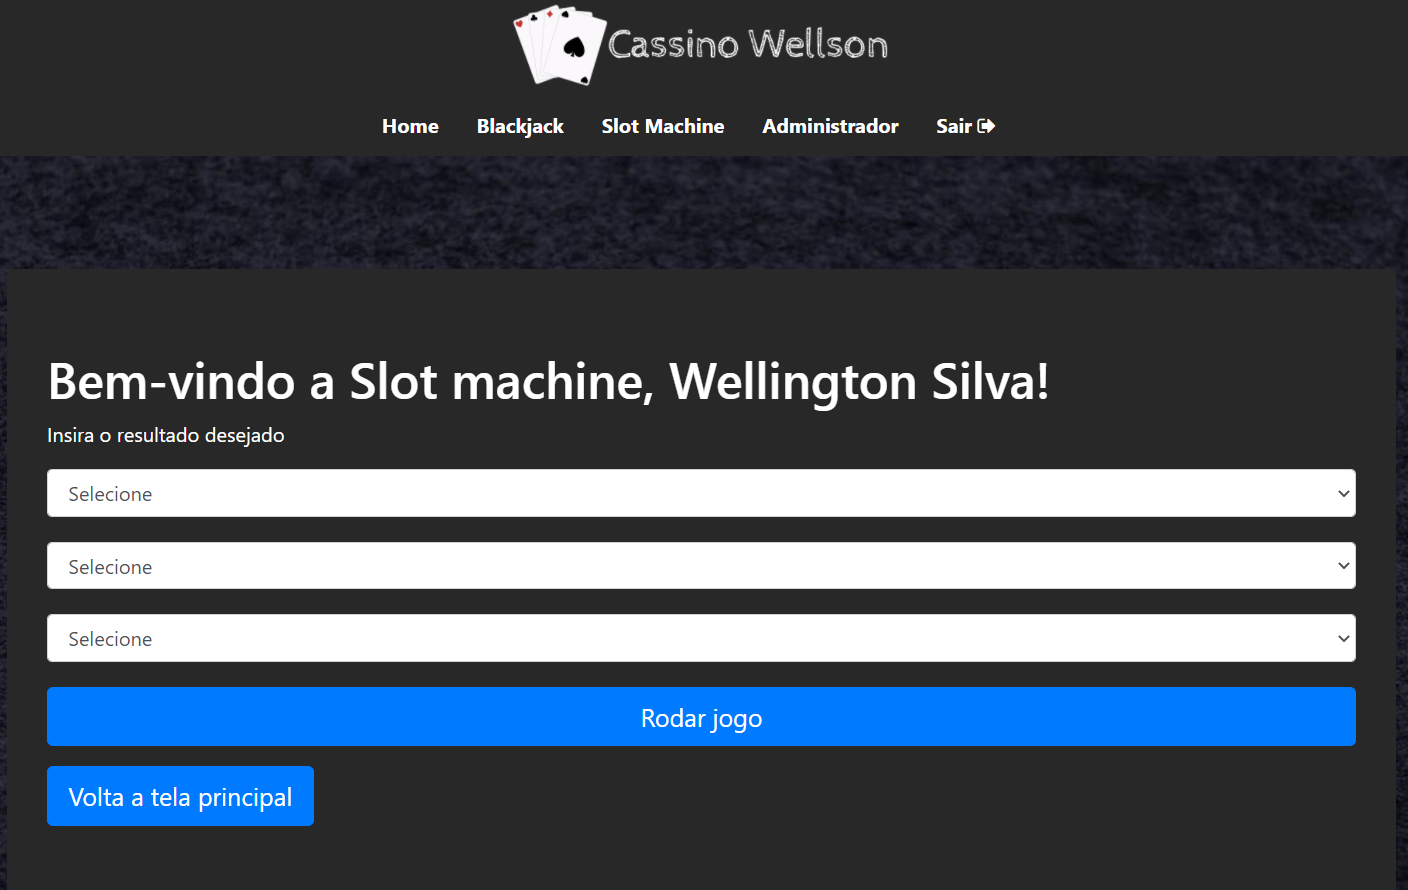 Cassino Wellson
Home Blackjack Slot Machine Administrador Sair
Bem-vindo a Slot machine, Wellington Silva!
Insira o resultado desejado
Selecione
Selecione
Selecione
Rodar jogo
Volta a tela principal